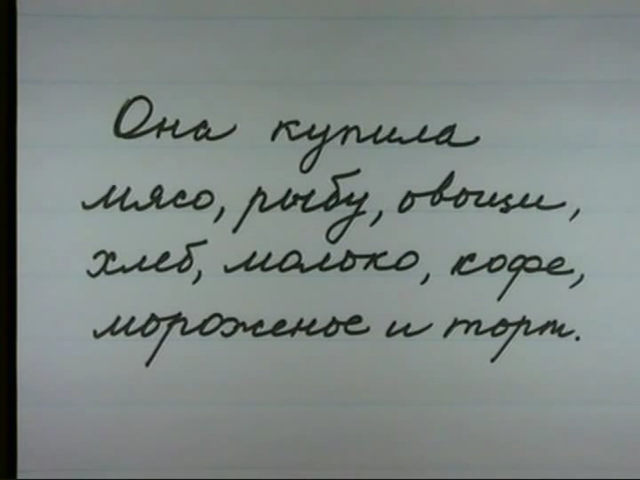 Она купила
мясо, рыбу, овощи,
хлеб, молоко, кофе,
мороженое и торт.